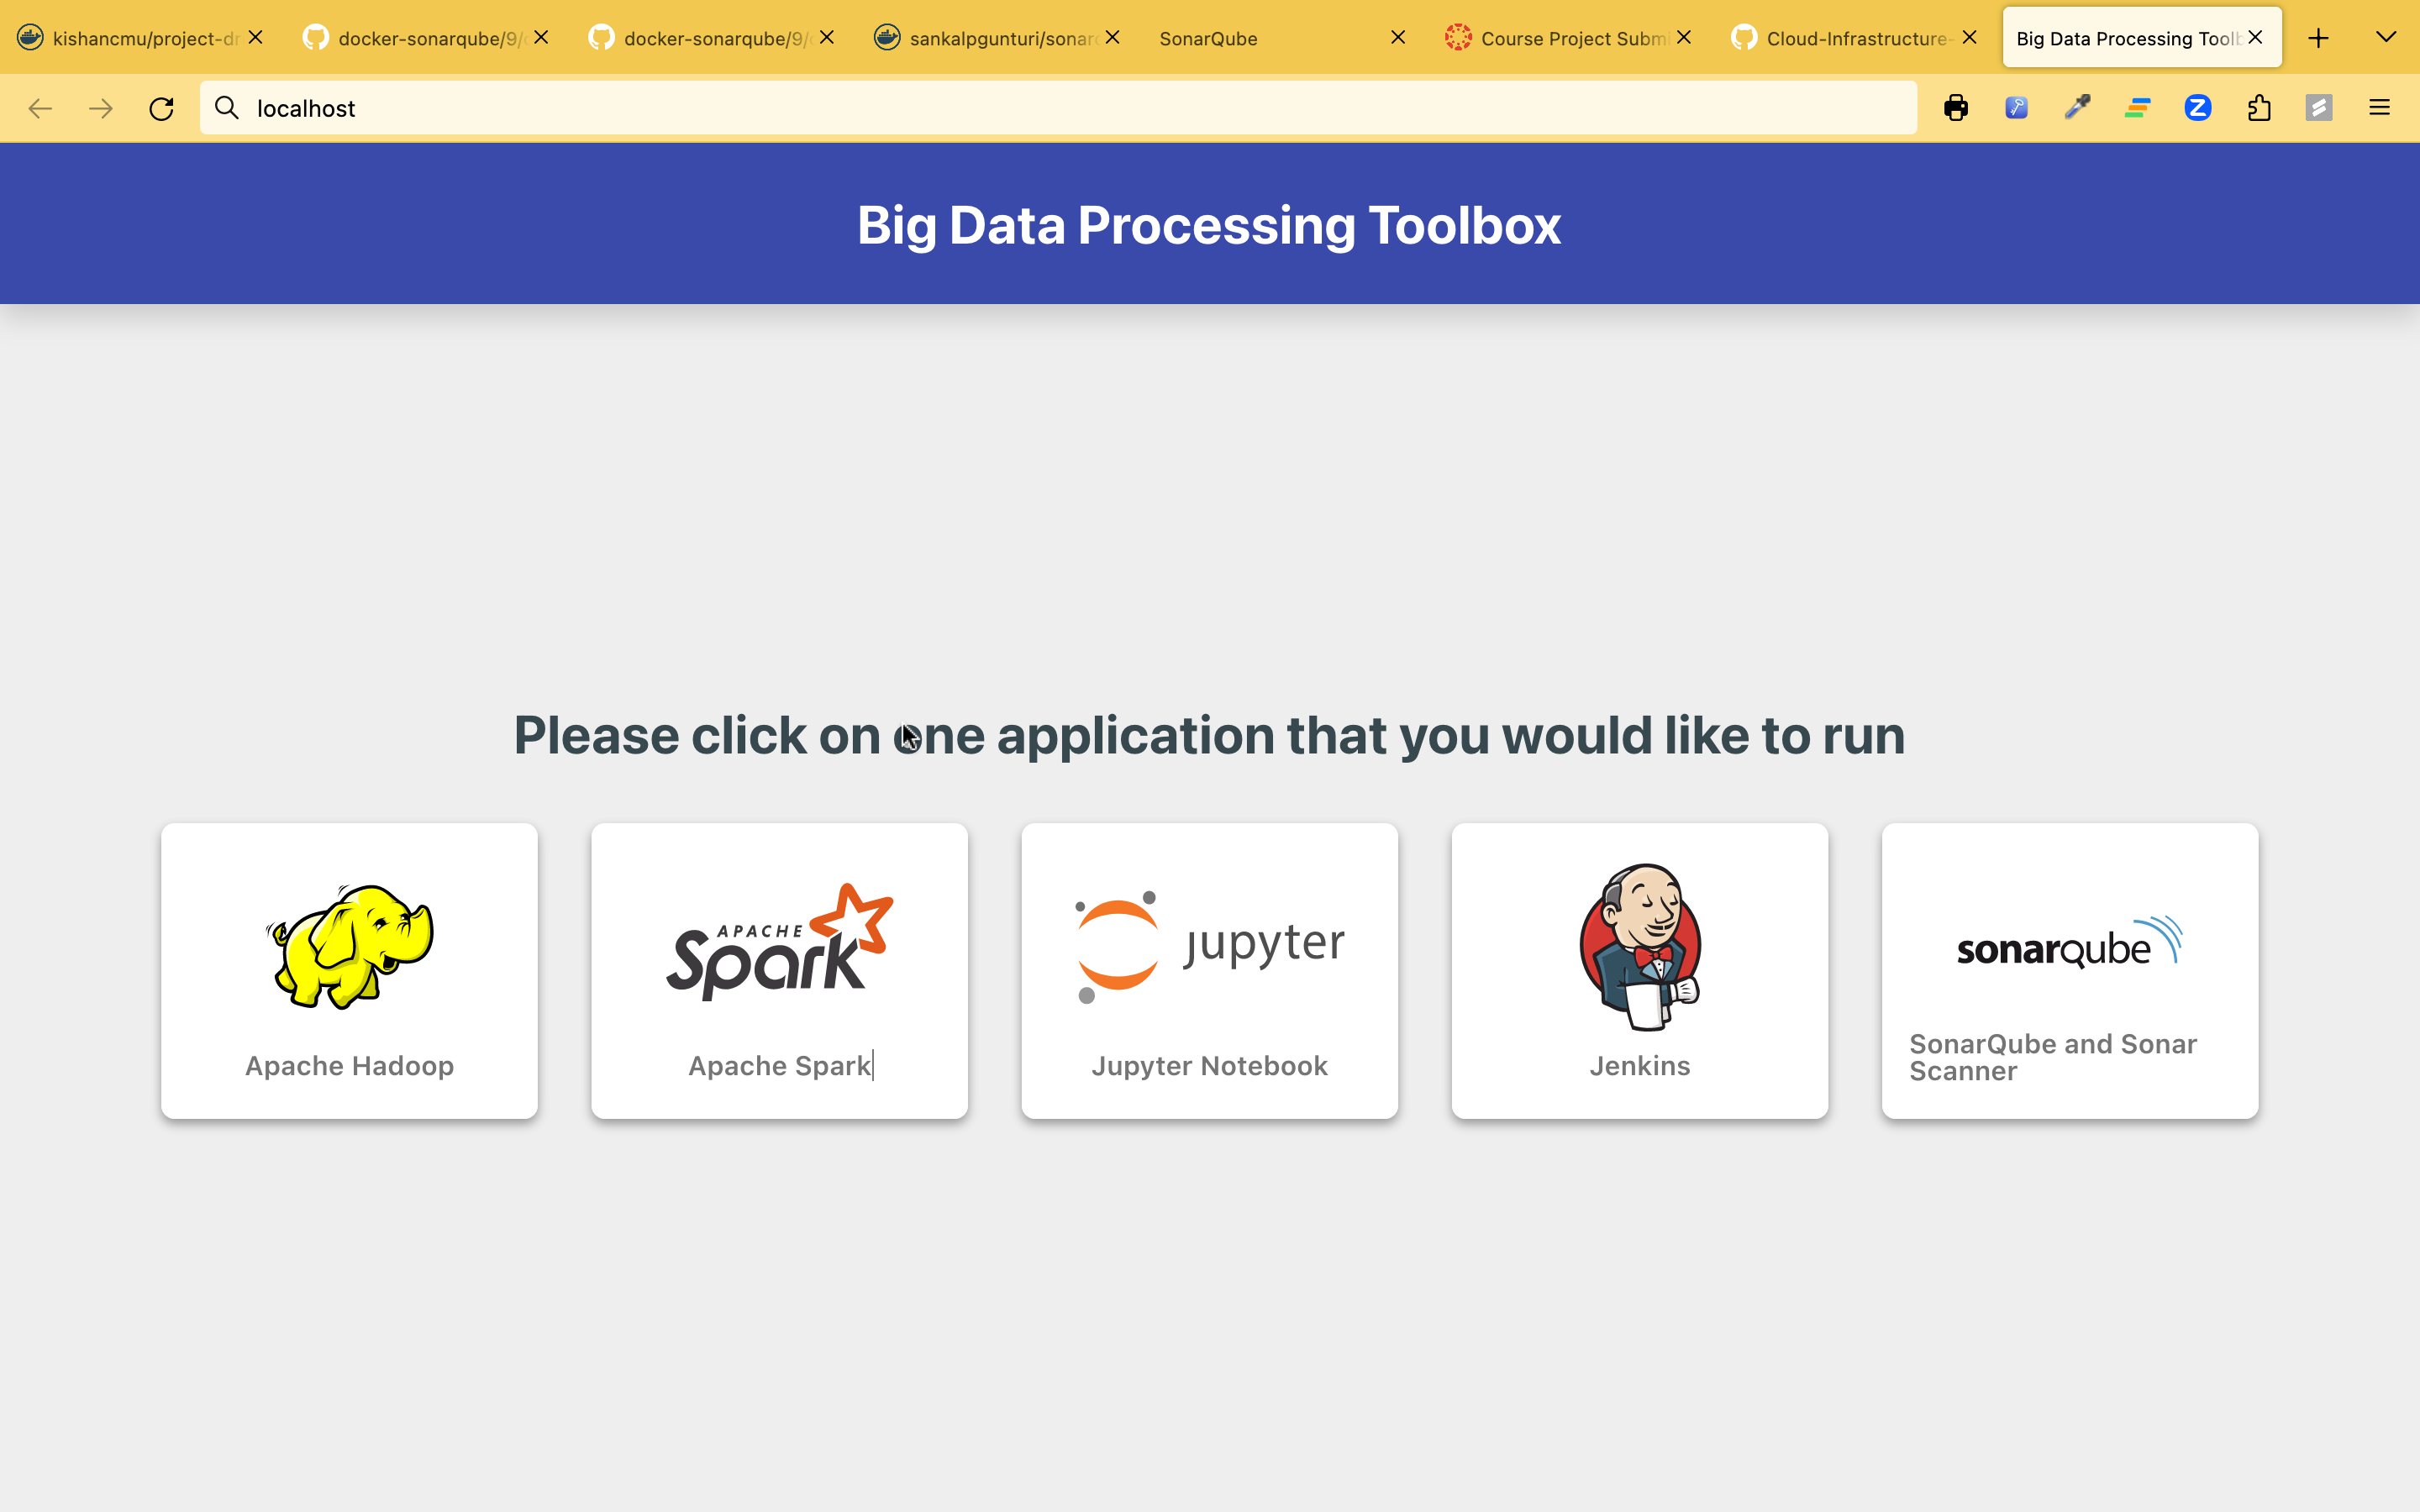 kishancmu/project-dr
docker-sonarqube/9/
docker-sonarqube/9/
sankalpgunturi/sonar
SonarQube
Course Project Subm
Cloud-Infrastructure-
Big Data Processing Toolb
localhost
Big Data Processing Toolbox
Please click on one application that you would like to run
APACHE
Spark
jupyter
sonarqube
Apache Hadoop
Apache Spark
Jupyter Notebook
Jenkins
SonarQube and Sonar
Scanner